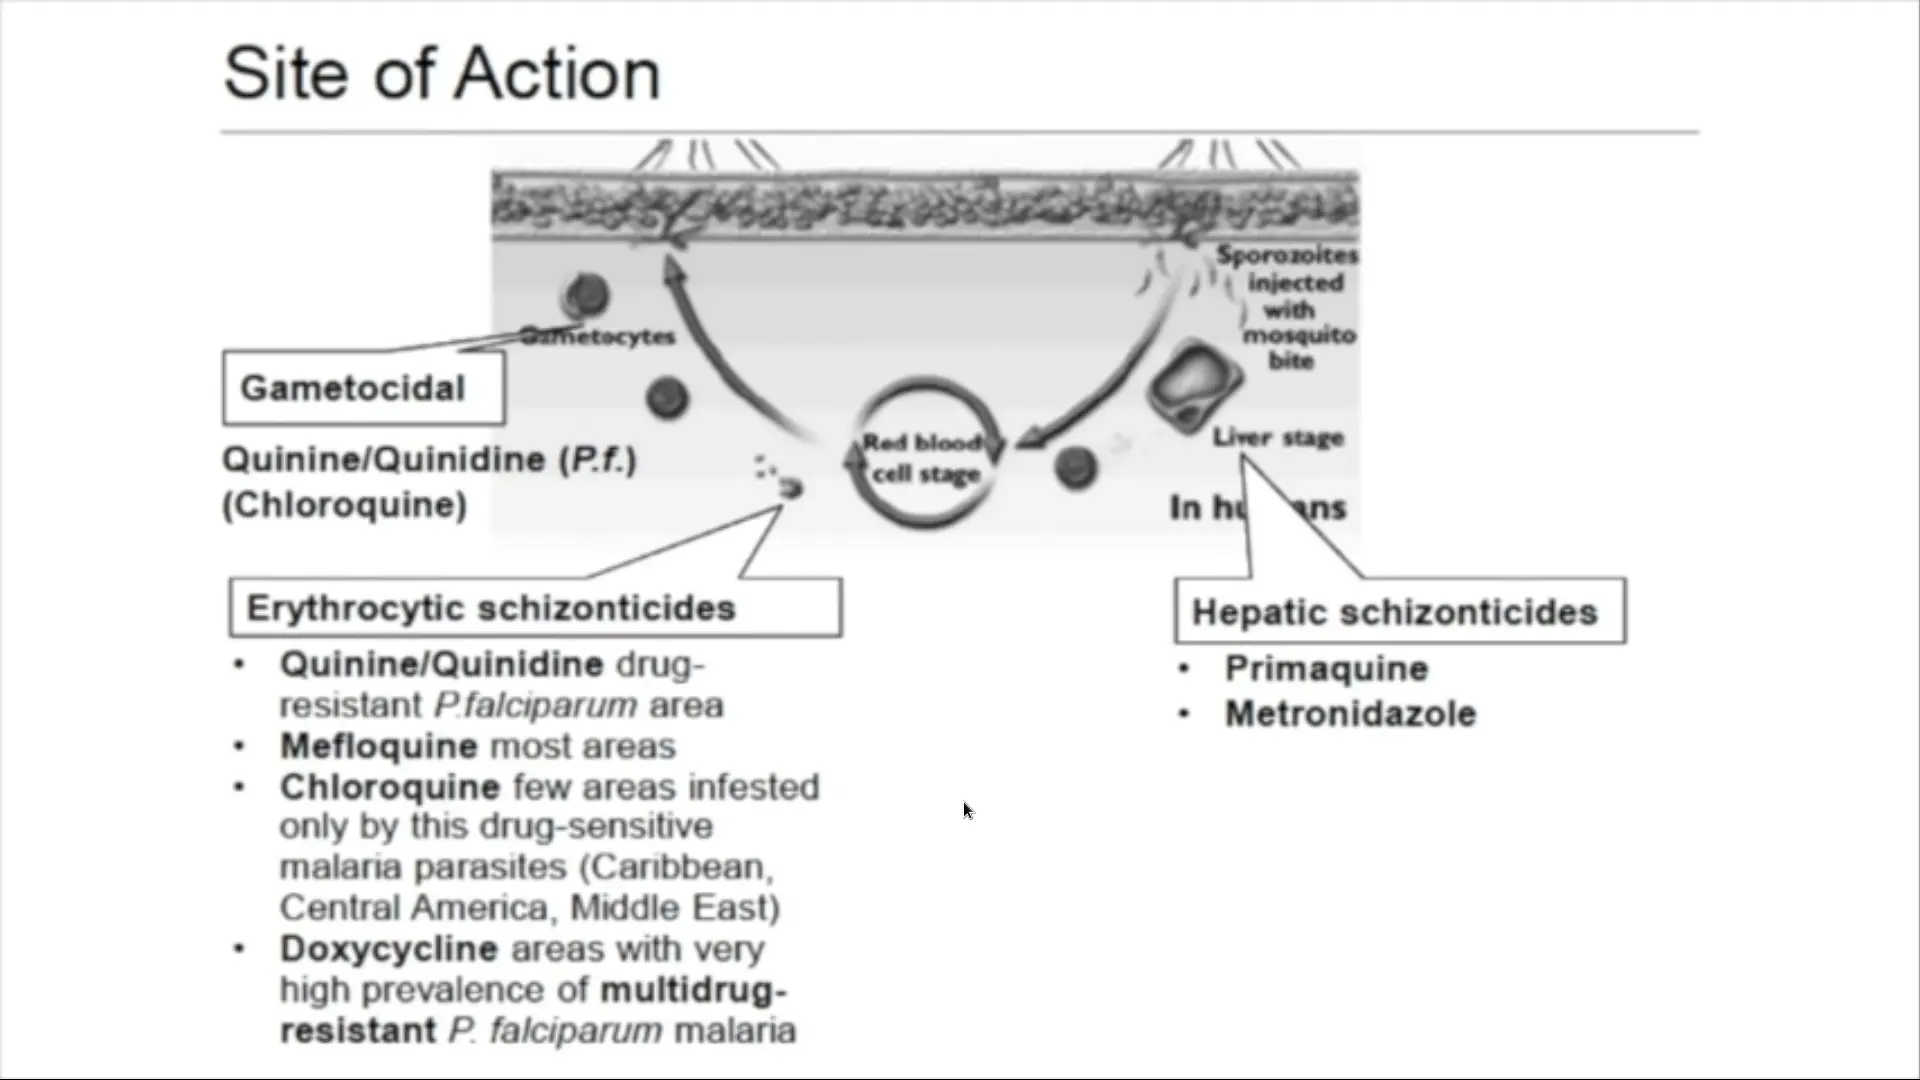 Site of Action
Sporozoites
injected
with
mosquito
bite
Gametocytes
Gametocidal
Quinine/Quinidine (P.f.)
(Chloroquine)
Red blood
cell stage
Liver stage
In humans
Erythrocytic schizonticides
• Quinine/Quinidine drug-
resistant P.falciparum area
• Mefloquine most areas
• Chloroquine few areas infested
only by this drug-sensitive
malaria parasites (Caribbean,
Central America, Middle East)
• Doxycycline areas with very
high prevalence of multidrug-
resistant P. falciparum malaria
Hepatic schizonticides
• Primaquine
• Metronidazole